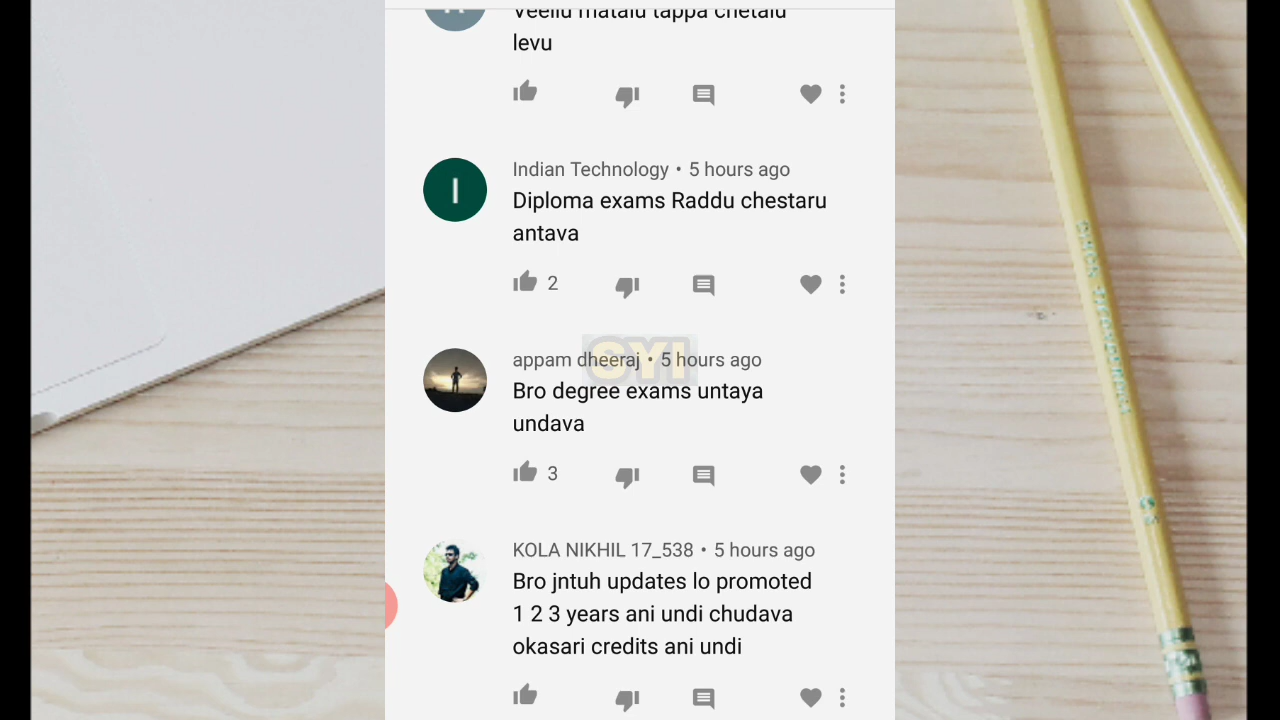 Veellu matalu tappa chetalu
levu
I
Indian Technology • 5 hours ago
Diploma exams Raddu chestaru
antava
2
SYI
appam dheeraj • 5 hours ago
Bro degree exams untaya
undava
3
KOLA NIKHIL 17_538 • 5 hours ago
Bro jntuh updates lo promoted
1 2 3 years ani undi chudava
okasari credits ani undi